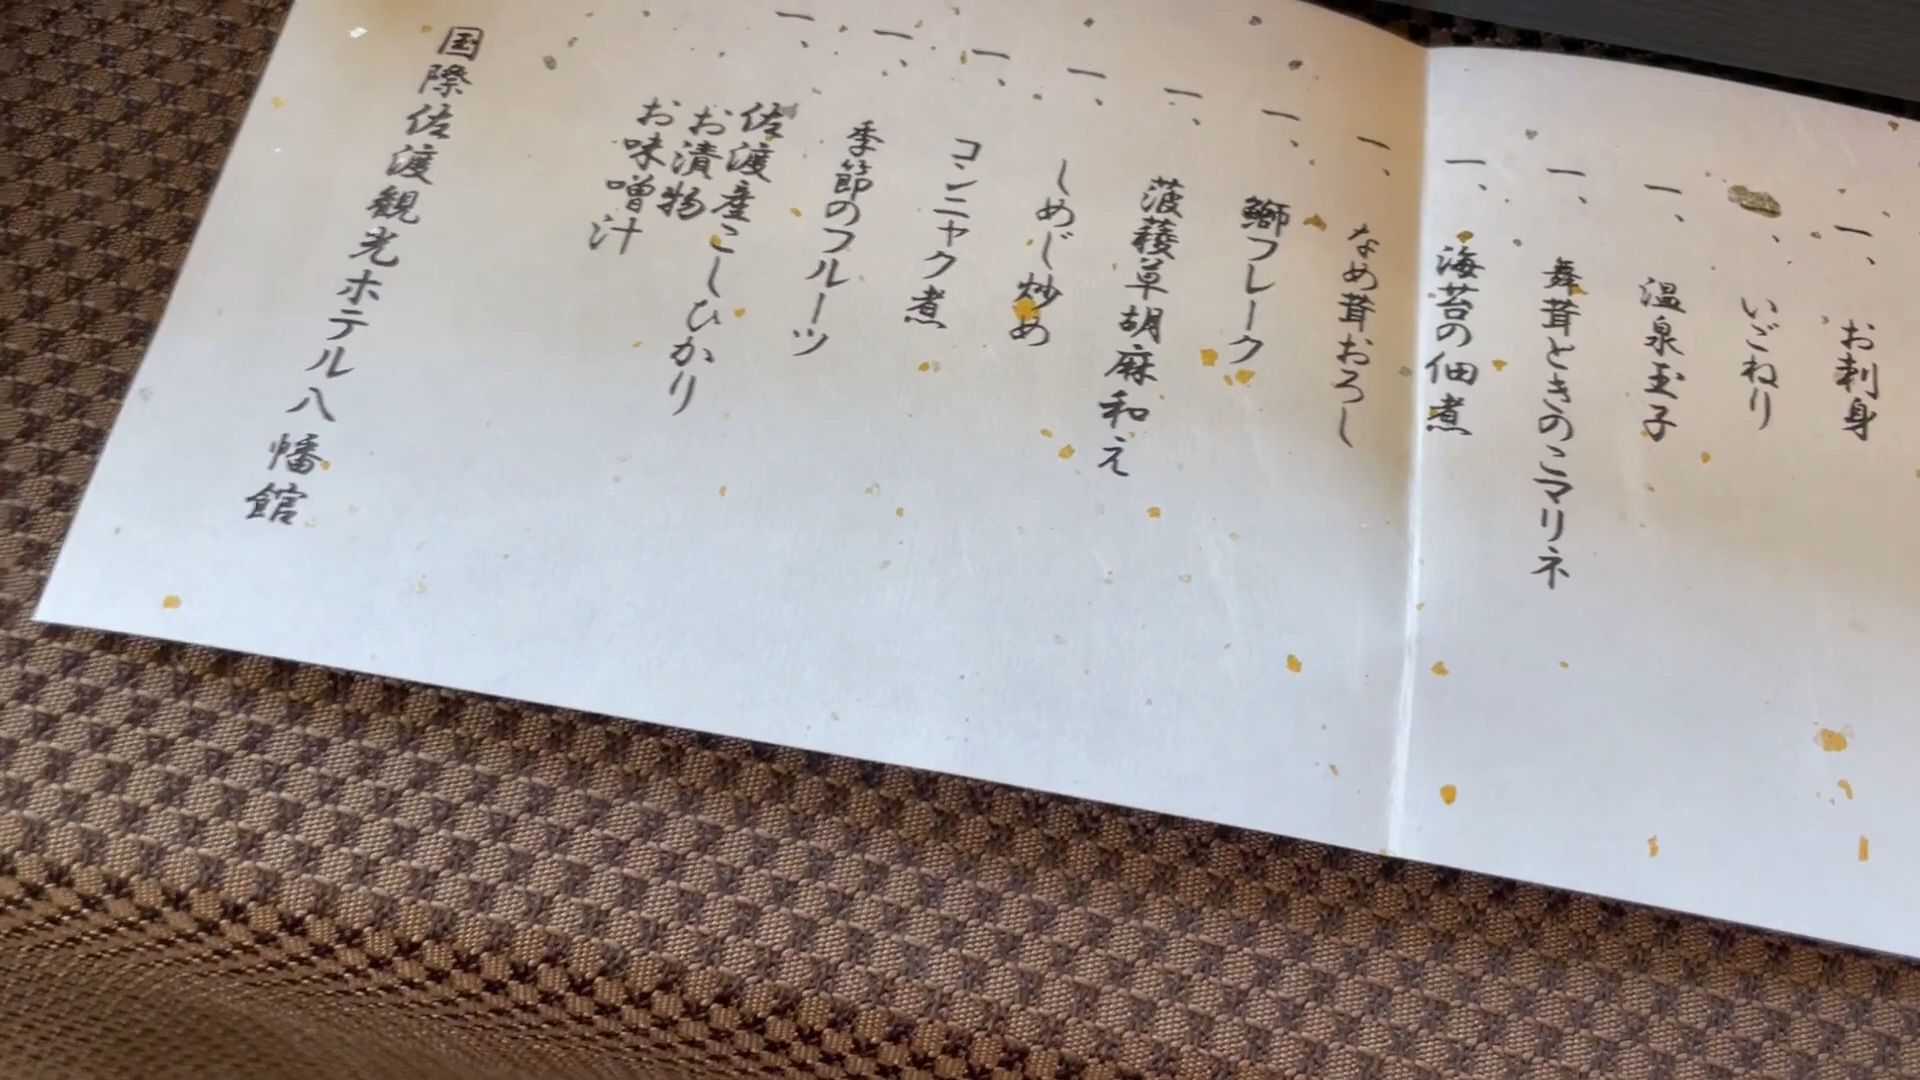 一、お刺身
、いごねり
一、温泉玉子
一、舞茸ときのこマリネ
一、海苔の佃煮
一、なめ茸おろし
一、鰤フレーク
一、菠薐草胡麻和え
一、しめじ炒め
一、コンニャク煮
一、季節のフルーツ
一、佐渡産こしひかり
お漬物
お味噌汁
国際佐渡観光ホテル八幡館